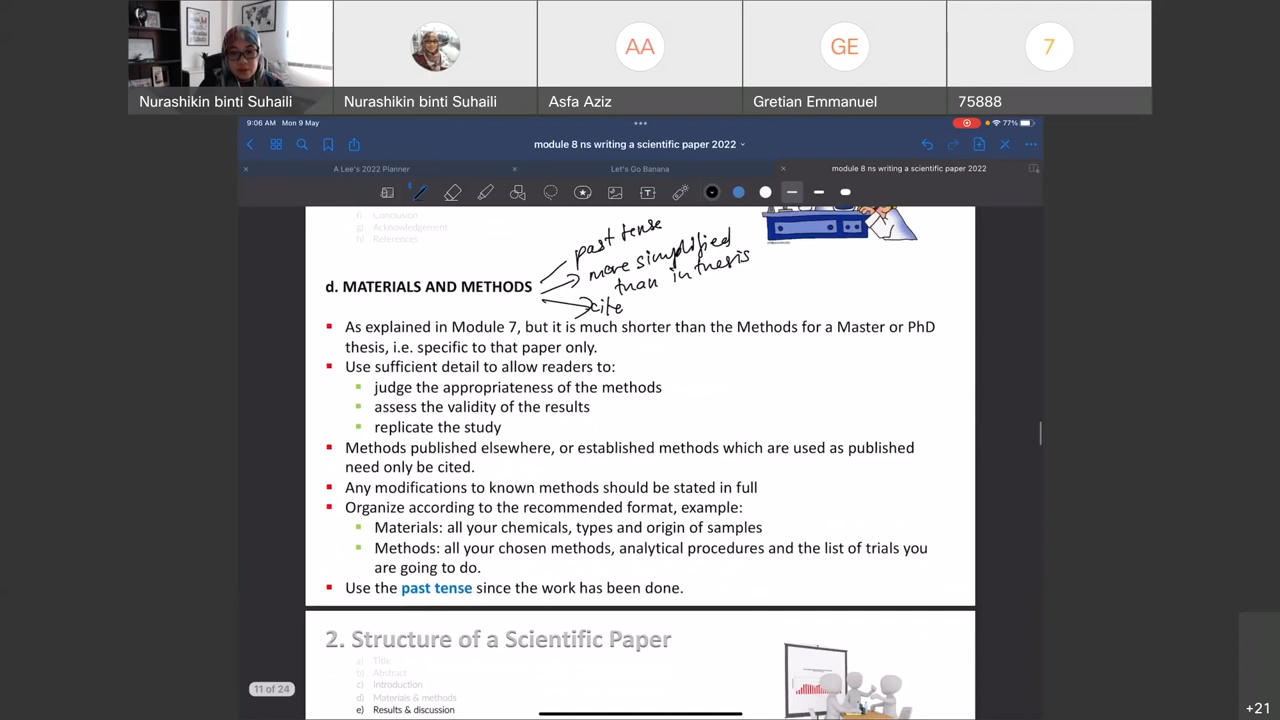 AA
GE
7
Nurashikin binti Suhaili
Nurashikin binti Suhaili
Asfa Aziz
Gretian Emmanuel
75888
9:06 AM Mon 9 May
77%
module 8 ns writing a scientific paper 2022
A Lee's 2022 Planner
Let's Go Banana
module 8 ns writing a scientific paper 2022
f) Conclusion
g) Acknowledgement
h) References
past tense
more simplified
than in thesis
cite
d. MATERIALS AND METHODS
As explained in Module 7, but it is much shorter than the Methods for a Master or PhD
thesis, i.e. specific to that paper only.
Use sufficient detail to allow readers to:
judge the appropriateness of the methods
assess the validity of the results
replicate the study
Methods published elsewhere, or established methods which are used as published
need only be cited.
Any modifications to known methods should be stated in full
Organize according to the recommended format, example:
Materials: all your chemicals, types and origin of samples
Methods: all your chosen methods, analytical procedures and the list of trials you
are going to do.
Use the past tense since the work has been done.
2. Structure of a Scientific Paper
a) Title
b) Abstract
c) Introduction
d) Materials & methods
e) Results & discussion
11 of 24
+21